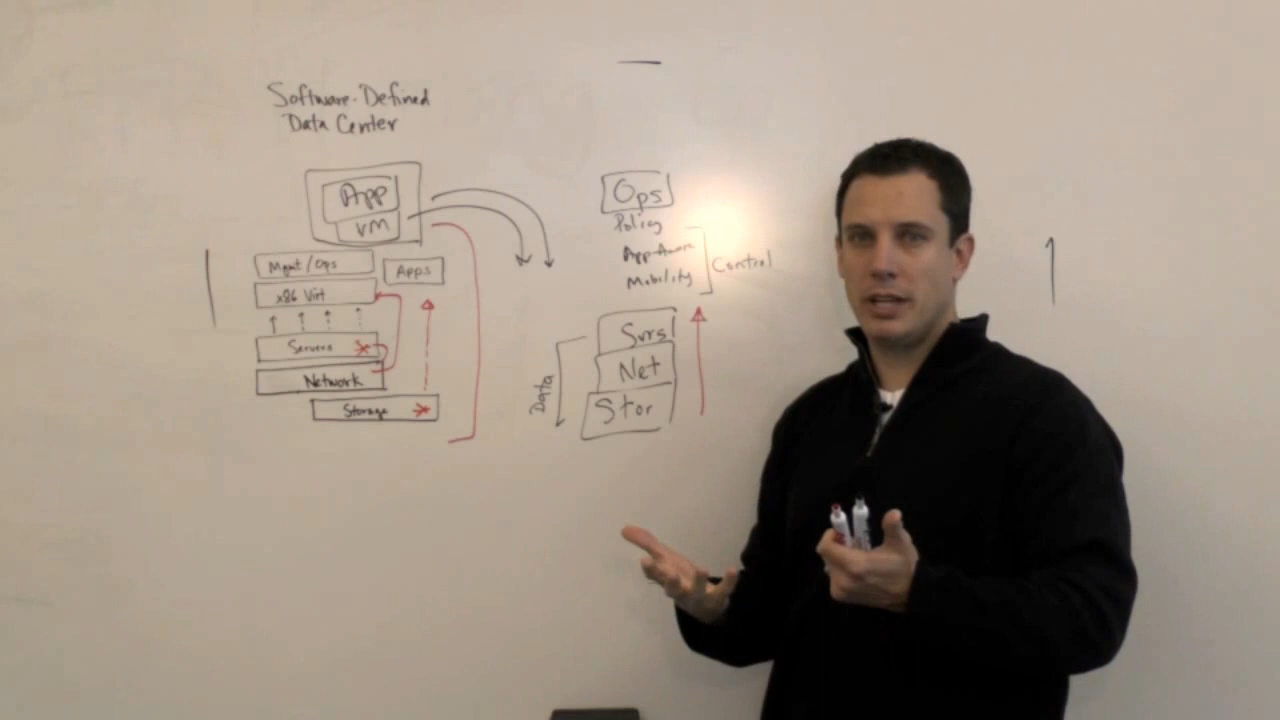 Software-Defined
Data Center
App
VM
Mgmt/Ops
Apps
x86 Virt
Servers
Network
Storage
Ops
Policy
App-Aware
Mobility
Control
Svrs
Net
Stor
Data